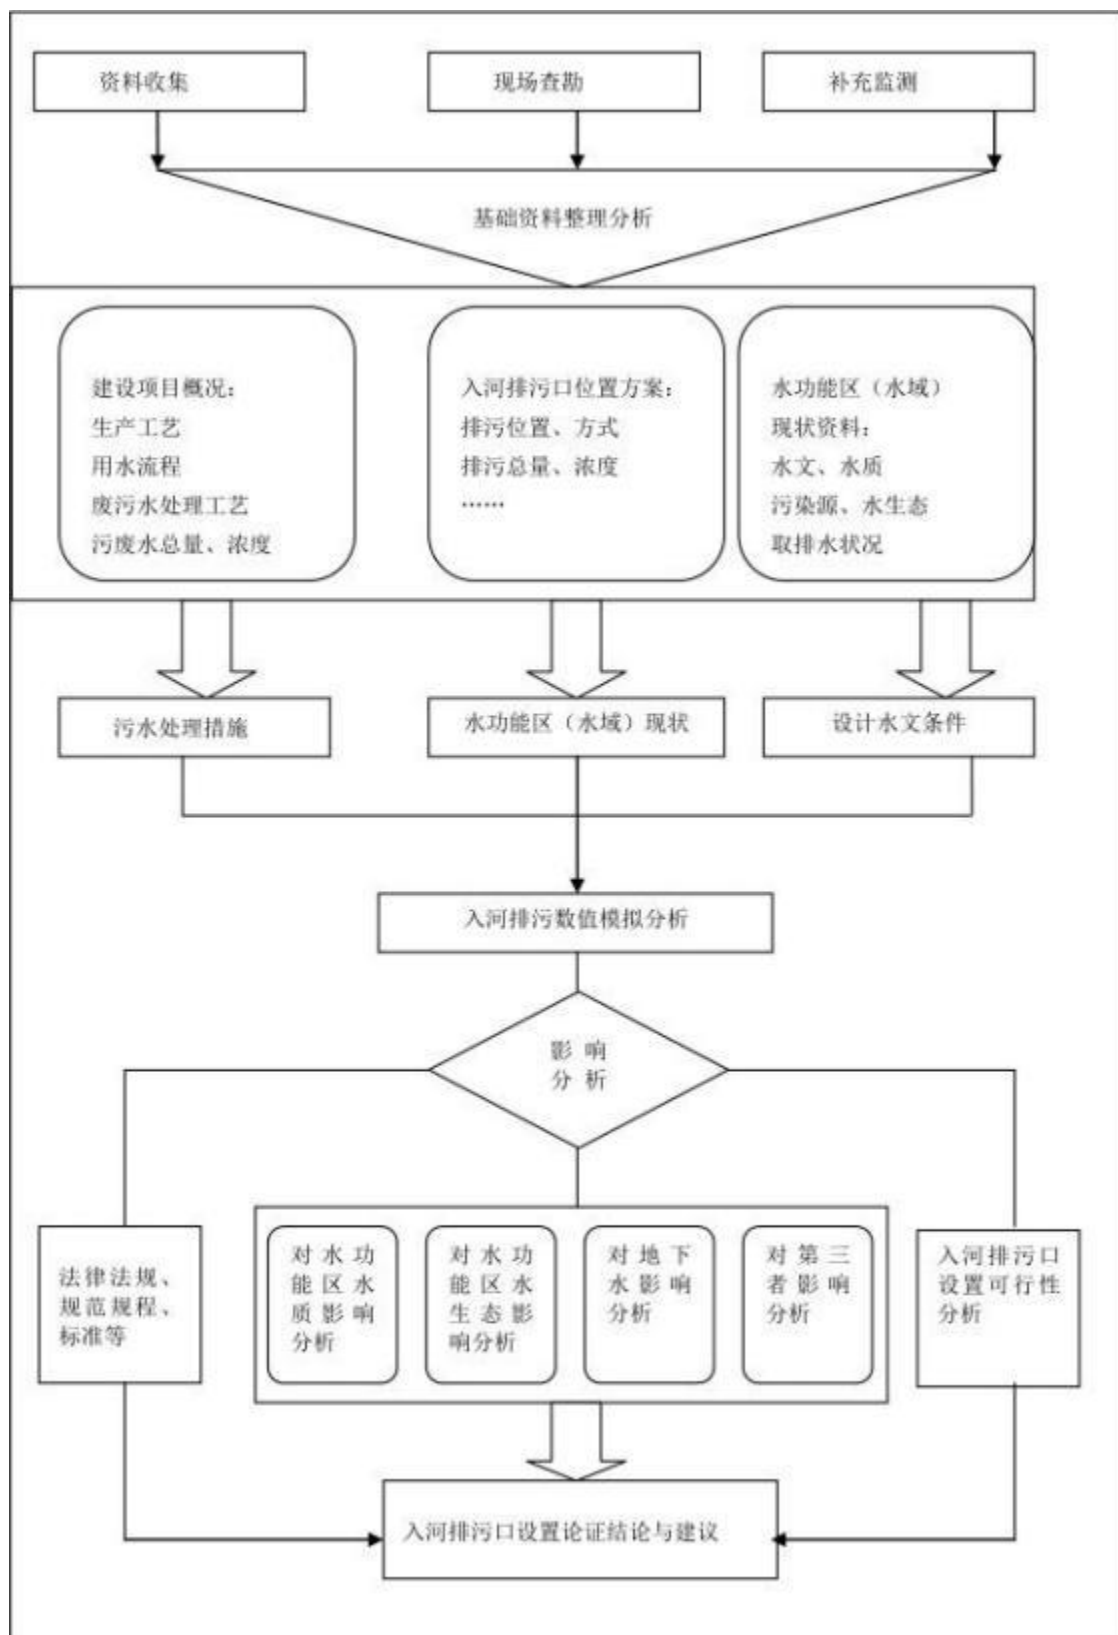 资料收集
现场查勘
补充监测
基础资料整理分析
建设项目概况：
生产工艺
用水流程
废污水处理工艺
污废水总量、浓度
入河排污口位置方案：
排污位置、方式
排污总量、浓度
……
水功能区（水域）
现状资料：
水文、水质
污染源、水生态
取排水状况
污水处理措施
水功能区（水域）现状
设计水文条件
入河排污数值模拟分析
影响
分析
法律法规、
规范规程、
标准等
对水功
能区水
质影响
分析
对水功
能区水
生态影
响分析
对地下
水影响
分析
对第三
者影响
分析
入河排污口
设置可行性
分析
入河排污口设置论证结论与建议